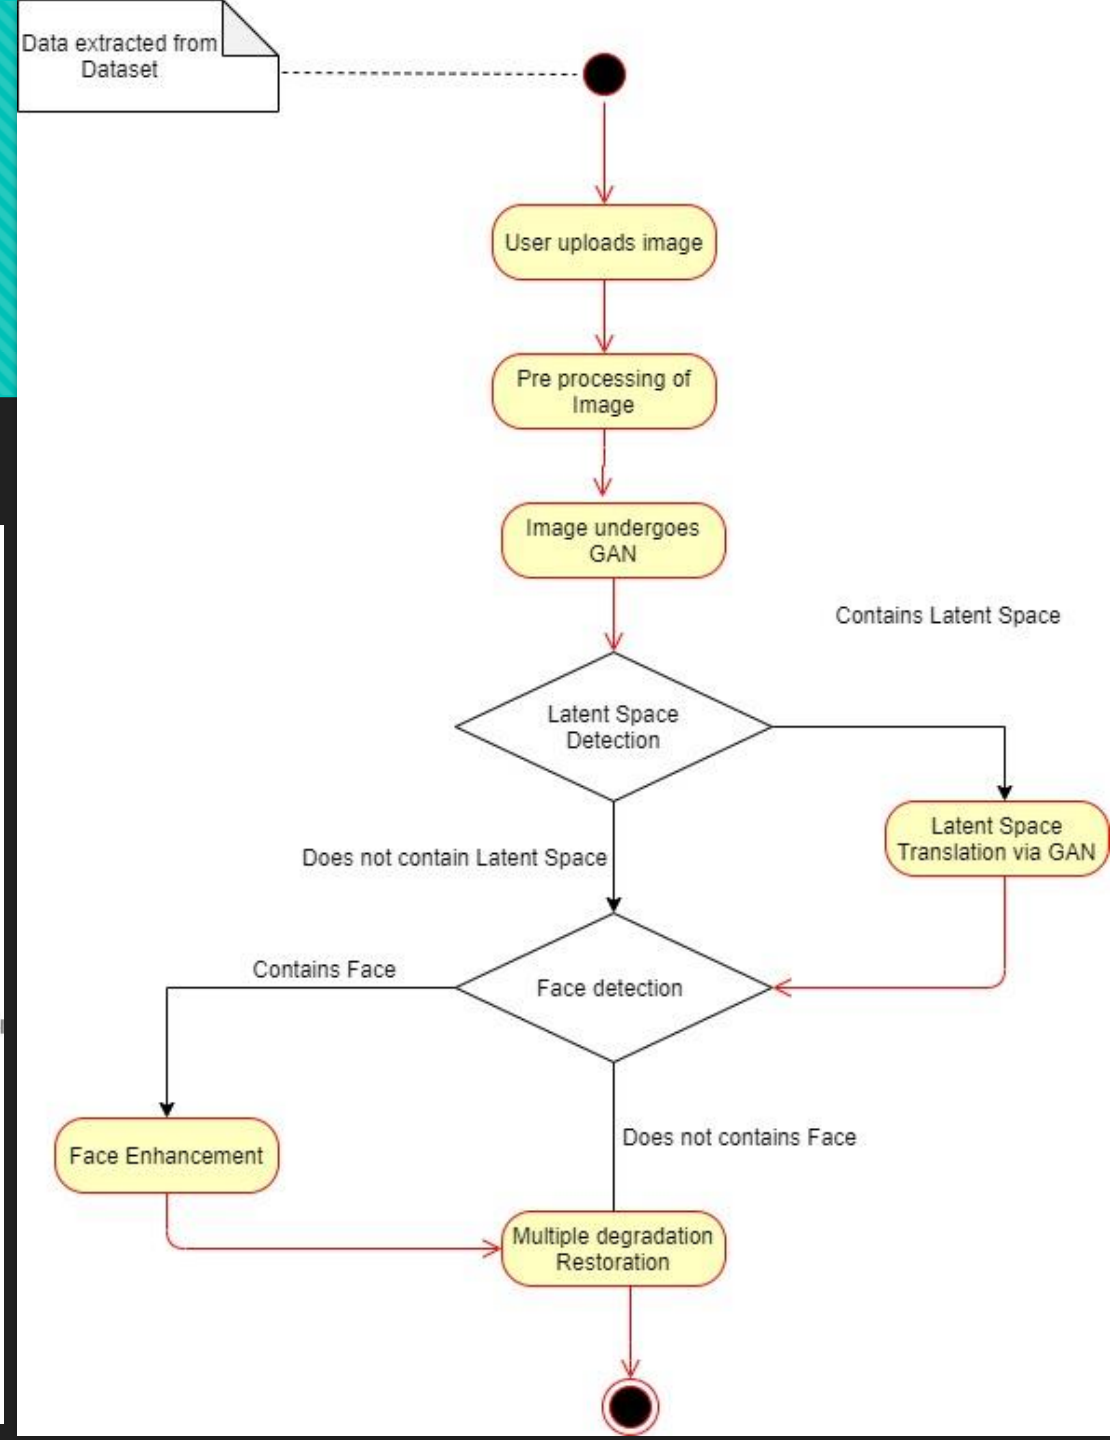 Data extracted from
Dataset
User uploads image
Pre processing of
Image
Image undergoes
GAN
Contains Latent Space
Latent Space
Detection
Latent Space
Translation via GAN
Does not contain Latent Space
Contains Face
Face detection
Does not contains Face
Face Enhancement
Multiple degradation
Restoration